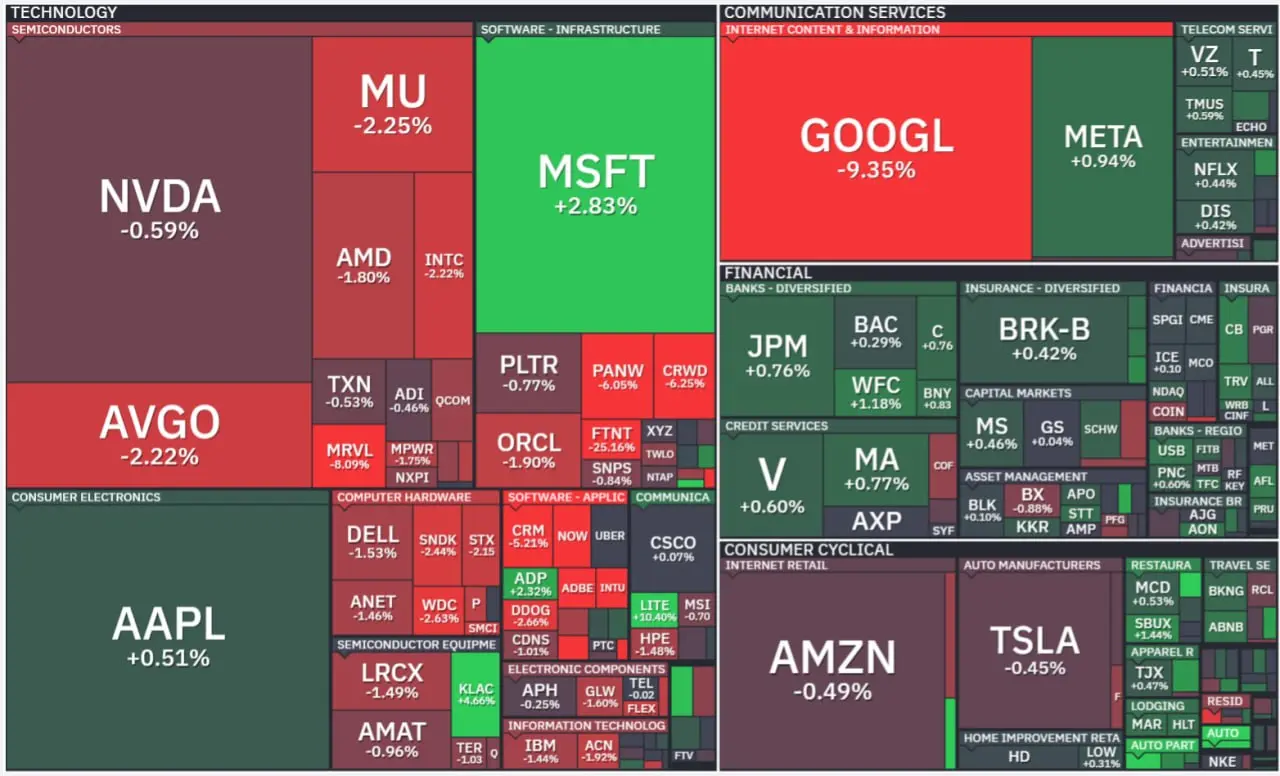 TECHNOLOGY
SEMICONDUCTORS
NVDA
-0.59%
MU
-2.25%
AMD
-1.80%
INTC
-2.22%
AVGO
-2.22%
TXN
-0.53%
ADI
-0.46%
QCOM
MRVL
-8.09%
MPWR
-1.75%
NXPI
SOFTWARE - INFRASTRUCTURE
MSFT
+2.83%
PLTR
-0.77%
PANW
-6.05%
CRWD
-6.25%
ORCL
-1.90%
FTNT
-25.16%
XYZ
TWLO
SNPS
-0.84%
NTAP
CONSUMER ELECTRONICS
AAPL
+0.51%
COMPUTER HARDWARE
DELL
-1.53%
SNDK
-2.44%
STX
-2.15
ANET
-1.46%
WDC
-2.63%
P
SMCI
SEMICONDUCTOR EQUIPME
LRCX
-1.49%
KLAC
+4.66%
AMAT
-0.96%
TER
-1.03
Q
SOFTWARE - APPLIC
CRM
-5.21%
NOW
UBER
ADP
+2.32%
ADBE
INTU
DDOG
-2.66%
CDNS
-1.01%
PTC
COMMUNICA
CSCO
+0.07%
LITE
+10.40%
MSI
-0.70
HPE
-1.48%
ELECTRONIC COMPONENTS
APH
-0.25%
GLW
-1.60%
TEL
-0.02
FLEX
INFORMATION TECHNOLOG
IBM
-1.44%
ACN
-1.92%
FTV
COMMUNICATION SERVICES
INTERNET CONTENT & INFORMATION
GOOGL
-9.35%
META
+0.94%
TELECOM SERVI
VZ
+0.51%
T
+0.45%
TMUS
+0.59%
ECHO
ENTERTAINMEN
NFLX
+0.44%
DIS
+0.42%
ADVERTISI
FINANCIAL
BANKS - DIVERSIFIED
JPM
+0.76%
BAC
+0.29%
C
+0.76
WFC
+1.18%
BNY
+0.83
CREDIT SERVICES
V
+0.60%
MA
+0.77%
COF
AXP
SYF
INSURANCE - DIVERSIFIED
BRK-B
+0.42%
CAPITAL MARKETS
MS
+0.46%
GS
+0.04%
SCHW
ASSET MANAGEMENT
BLK
+0.10%
BX
-0.88%
APO
STT
PFG
KKR
AMP
FINANCIA
SPGI
CME
ICE
+0.10
MCO
NDAQ
COIN
INSURA
CB
PGR
TRV
ALL
WRB
L
CINF
BANKS - REGIO
USB
FITB
PNC
+0.60%
MTB
TFC
RF
KEY
MET
AFL
PRU
INSURANCE BR
AJG
AON
CONSUMER CYCLICAL
INTERNET RETAIL
AMZN
-0.49%
AUTO MANUFACTURERS
TSLA
-0.45%
F
HOME IMPROVEMENT RETA
HD
LOW
+0.31%
RESTAURA
MCD
+0.53%
SBUX
+1.44%
APPAREL R
TJX
+0.47%
LODGING
MAR
HLT
AUTO PART
TRAVEL SE
BKNG
RCL
ABNB
RESID
AUTO
NKE